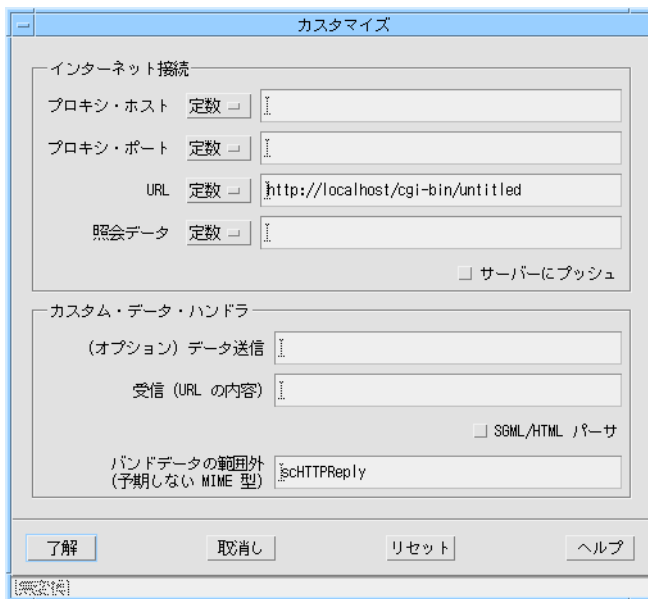 カスタマイズ
インターネット接続
プロキシ・ホスト 定数
プロキシ・ポート 定数
URL 定数 http://localhost/cgi-bin/untitled
照会データ 定数
サーバーにプッシュ
カスタム・データ・ハンドラ
(オプション) データ送信
受信 (URL の内容)
SGML/HTML パーサ
バンドデータの範囲外
(予期しない MIME 型) scHTTPReply
了解 取消し リセット ヘルプ
[無変換]